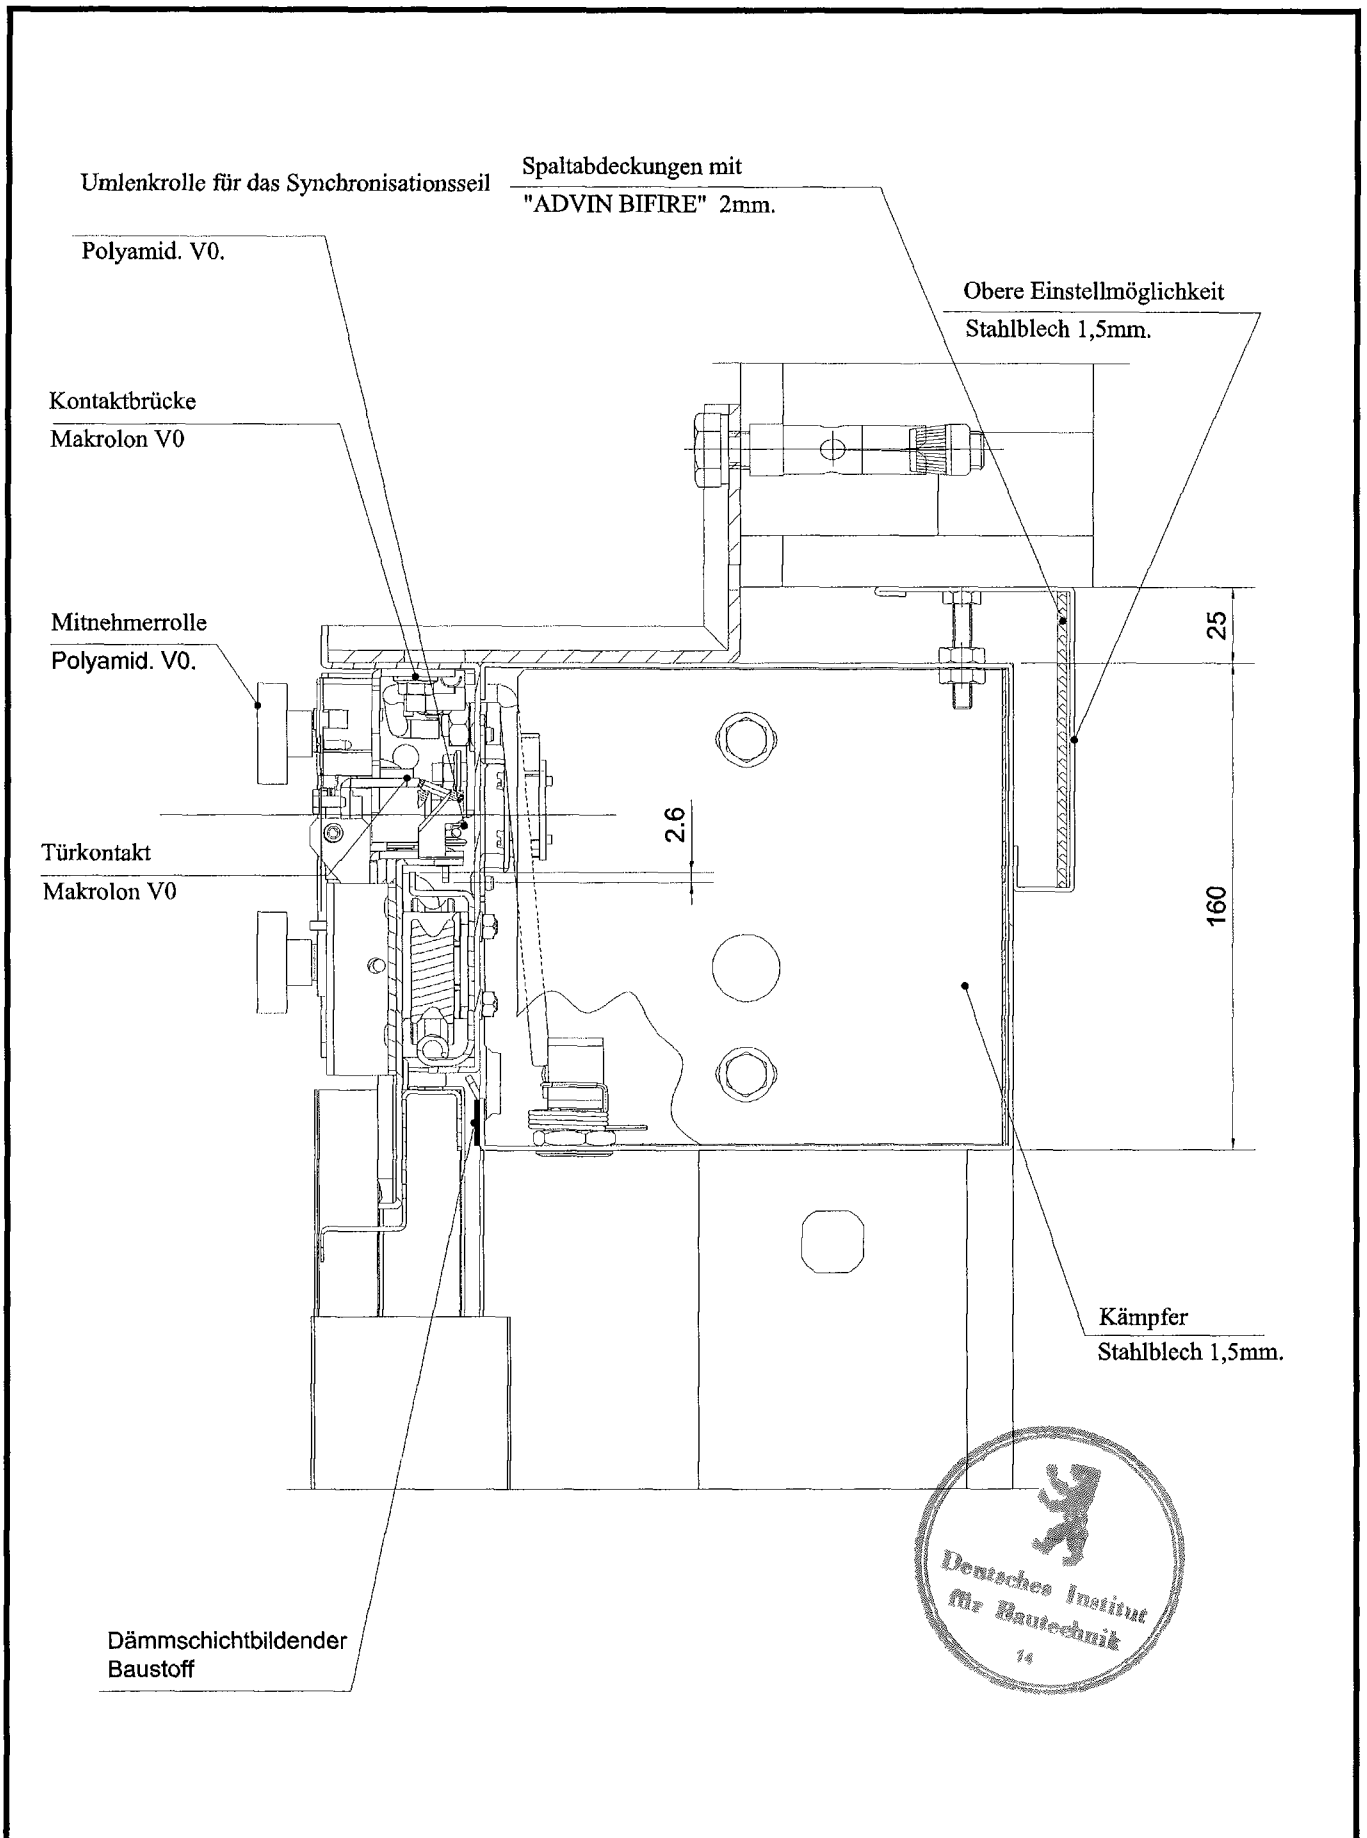 Umlenkrolle für das Synchronisationsseil
Polyamid. V0.
Spaltabdeckungen mit
"ADVIN BIFIRE" 2mm.
Obere Einstellmöglichkeit
Stahlblech 1,5mm.
Kontaktbrücke
Makrolon V0
Mitnehmerrolle
Polyamid. V0.
25
2.6
Türkontakt
Makrolon V0
160
Kämpfer
Stahlblech 1,5mm.
Deutsches Institut
für Bautechnik
14
Dämmschichtbildender
Baustoff